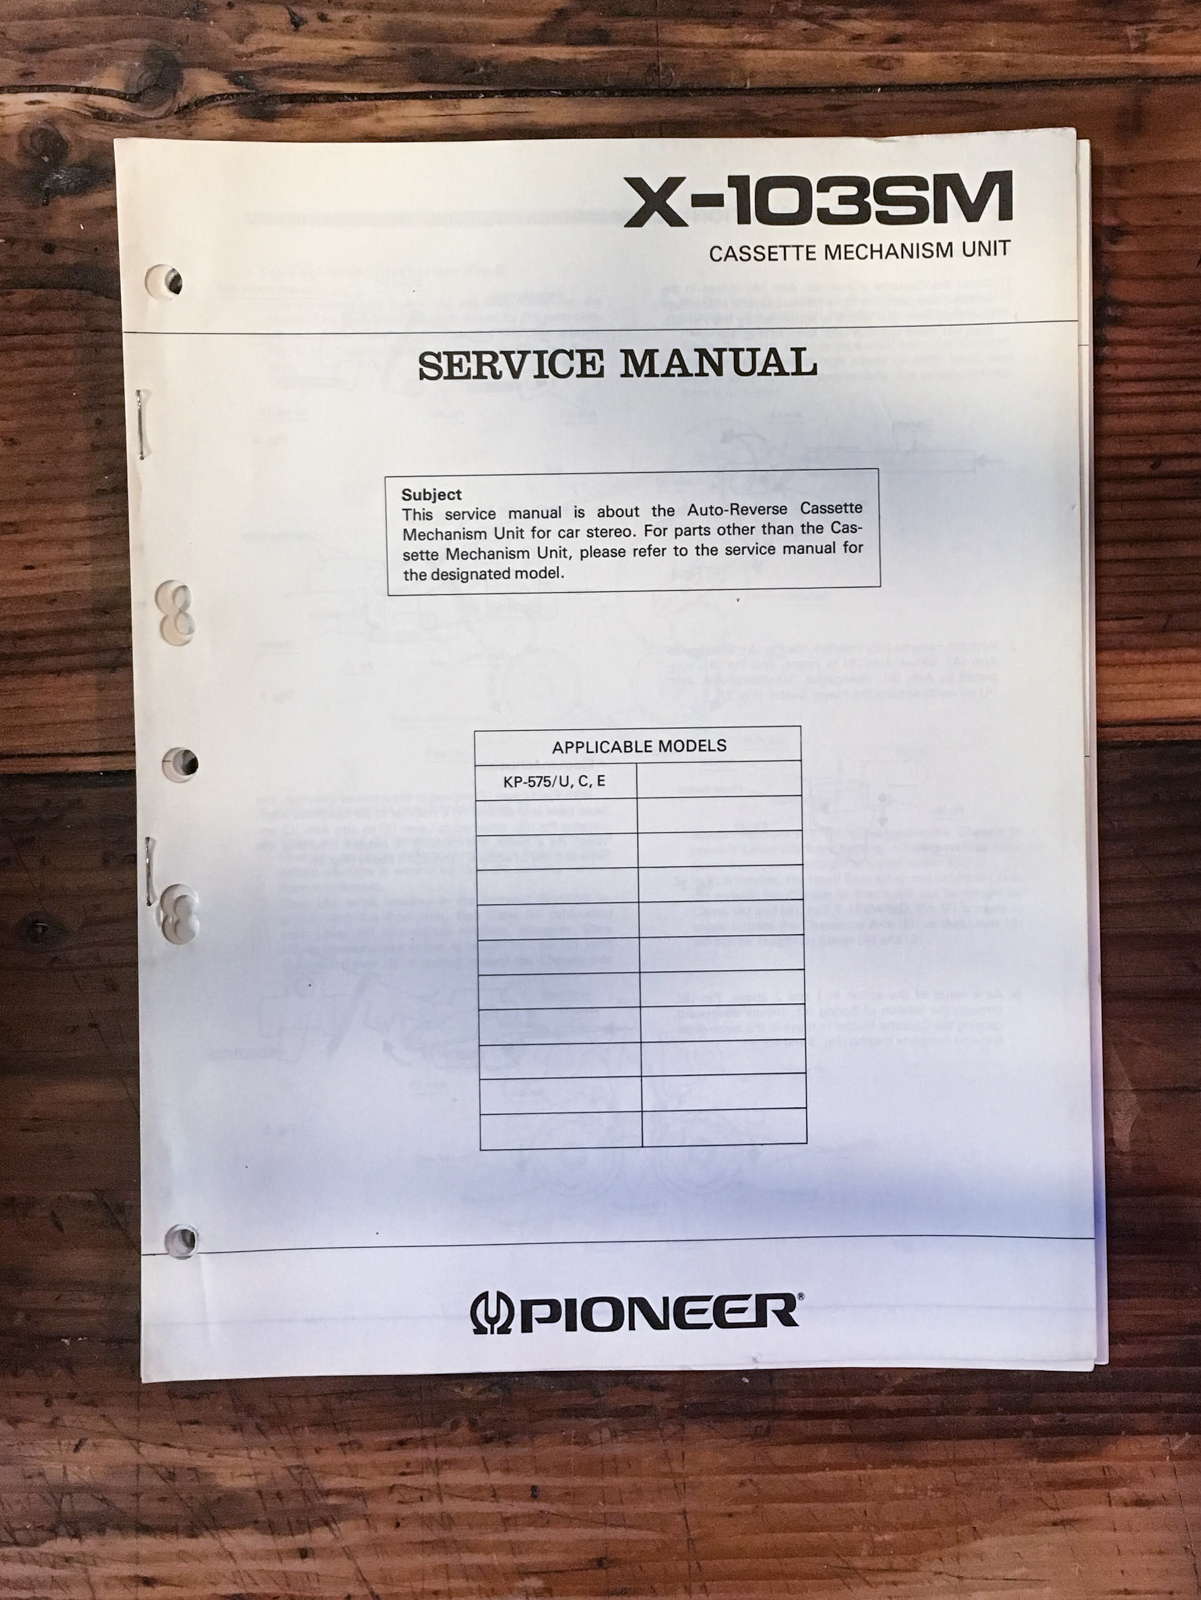 X-103SM
CASSETTE MECHANISM UNIT
SERVICE MANUAL
Subject
This service manual is about the Auto-Reverse Cassette
Mechanism Unit for car stereo. For parts other than the Cas-
sette Mechanism Unit, please refer to the service manual for
the designated model.
APPLICABLE MODELS
KP-575/U, C, E
PIONEER®